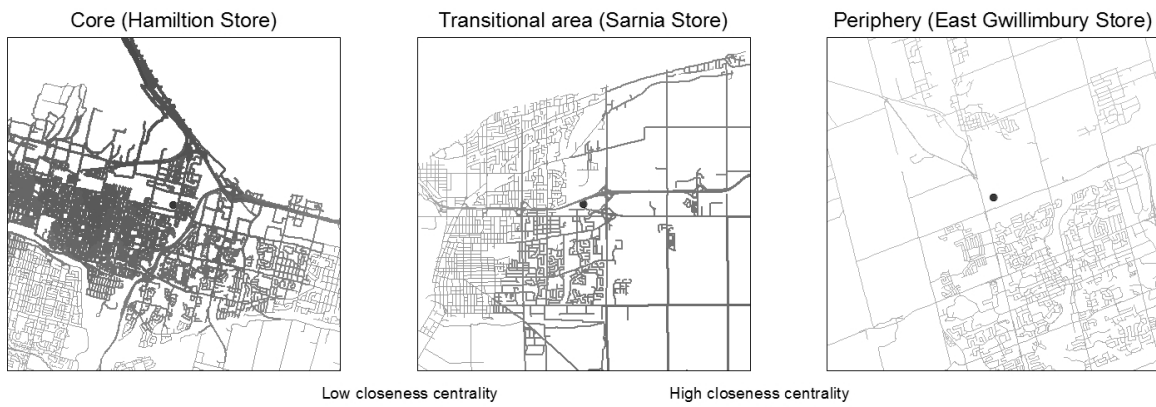 Core (Hamiltion Store)
Transitional area (Sarnia Store)
Periphery (East Gwillimbury Store)
Low closeness centrality
High closeness centrality